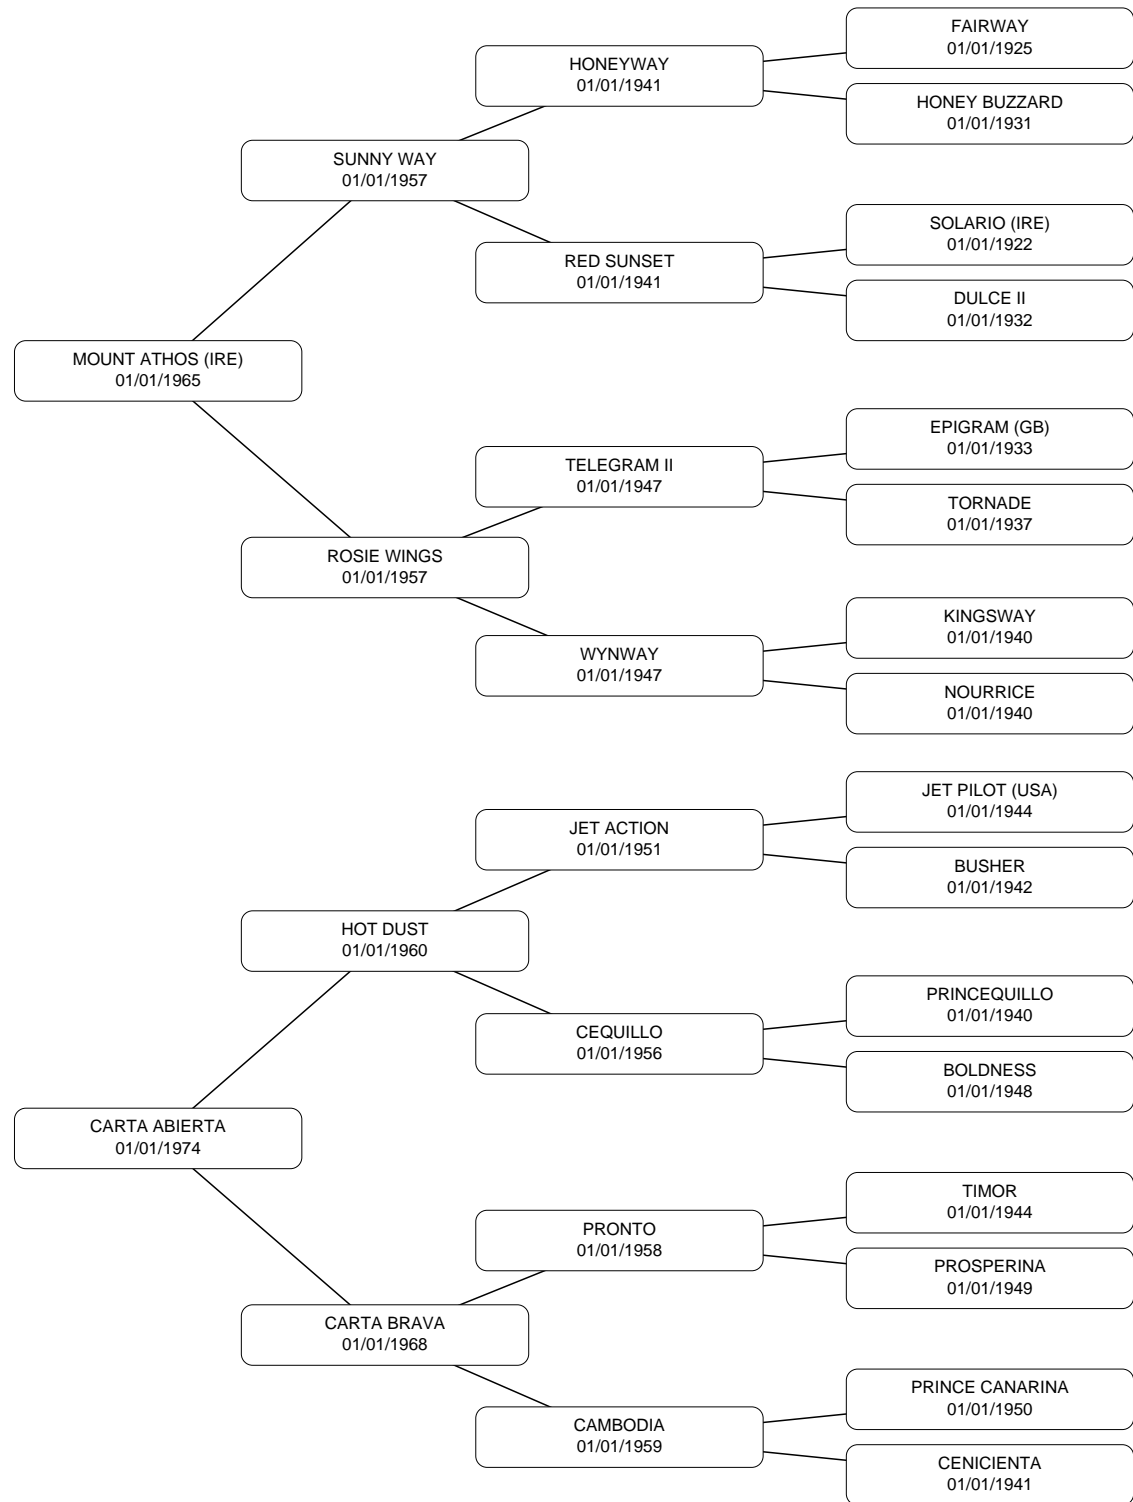 FAIRWAY
01/01/1925
HONEYWAY
01/01/1941
HONEY BUZZARD
01/01/1931
SUNNY WAY
01/01/1957
SOLARIO (IRE)
01/01/1922
RED SUNSET
01/01/1941
DULCE II
01/01/1932
MOUNT ATHOS (IRE)
01/01/1965
EPIGRAM (GB)
01/01/1933
TELEGRAM II
01/01/1947
TORNADE
01/01/1937
ROSIE WINGS
01/01/1957
KINGSWAY
01/01/1940
WYNWAY
01/01/1947
NOURRICE
01/01/1940
JET PILOT (USA)
01/01/1944
JET ACTION
01/01/1951
BUSHER
01/01/1942
HOT DUST
01/01/1960
PRINCEQUILLO
01/01/1940
CEQUILLO
01/01/1956
BOLDNESS
01/01/1948
CARTA ABIERTA
01/01/1974
TIMOR
01/01/1944
PRONTO
01/01/1958
PROSPERINA
01/01/1949
CARTA BRAVA
01/01/1968
PRINCE CANARINA
01/01/1950
CAMBODIA
01/01/1959
CENICIENTA
01/01/1941